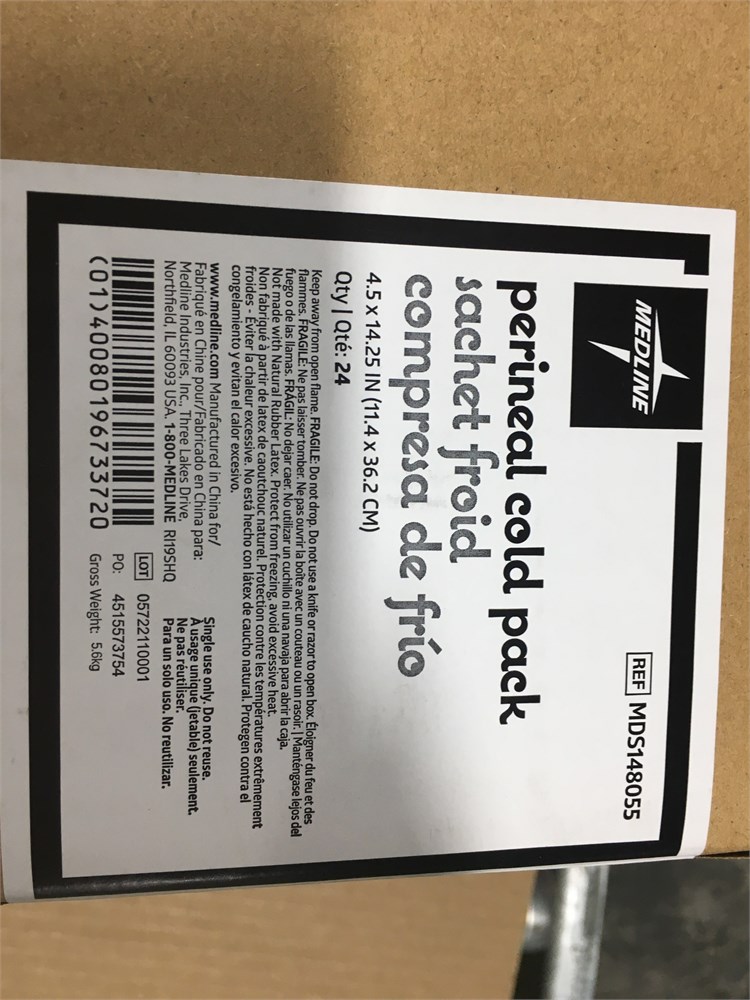 MEDLINE
REF MDS148055
perineal cold pack
sachet froid
compresa de frío
4.5 x 14.25 IN (11.4 x 36.2 CM)
Qty | Qté: 24
Keep away from open flame. FRAGILE: Do not drop. Do not use a knife or razor to open box. Éloigner du feu et des
flammes. FRAGILE: Ne pas laisser tomber. Ne pas ouvrir la boîte avec un couteau ou un rasoir. | Manténgase lejos del
fuego o de las llamas. FRÁGIL: No dejar caer. No utilizar un cuchillo ni una navaja para abrir la caja.
Not made with Natural Rubber Latex. Protect from freezing, avoid excessive heat.
Non fabriqué à partir de latex de caoutchouc naturel. Protection contre les températures extrêmement
froides - Éviter la chaleur excessive. No está hecho con látex de caucho natural. Protegen contra el
congelamiento y evitan el calor excesivo.
www.medline.com Manufactured in China for/
Fabriqué en Chine pour/Fabricado en China para:
Medline Industries, Inc., Three Lakes Drive,
Northfield, IL 60093 USA. 1-800-MEDLINE RI19SHQ
Single use only. Do not reuse.
À usage unique (jetable) seulement.
Ne pas réutiliser.
Para un solo uso. No reutilizar.
(01)40080196733720
LOT 05722110001
PO: 4515573754
Gross Weight: 5.6kg